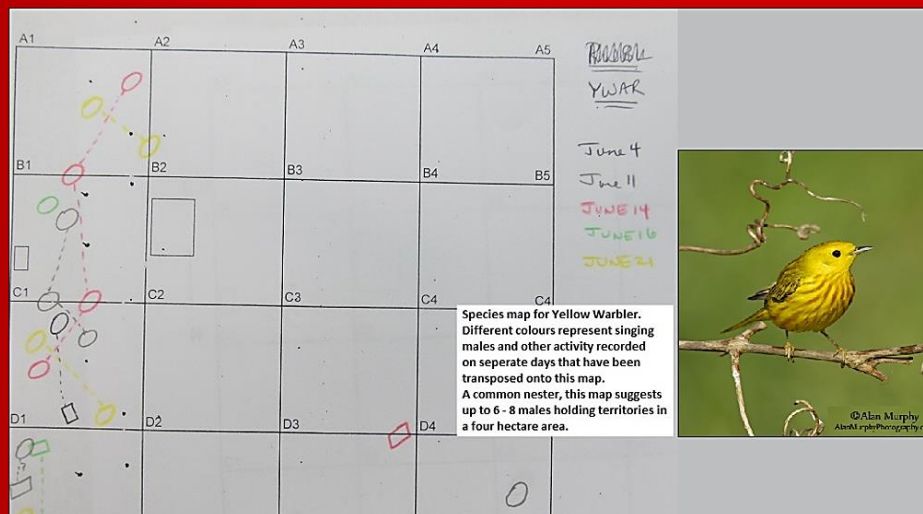 A1 A2 A3 A4 A5
YWAR
June 4
B1 B2 B3 B4 B5
June 11
JUNE 14
JUNE 16
JUNE 21
C1 C2 C3 C4 C4
Species map for Yellow Warbler.
Different colours represent singing
males and other activity recorded
on seperate days that have been
transposed onto this map.
A common nester, this map suggests
up to 6 - 8 males holding territories in
a four hectare area.
D1 D2 D3 D4
?
©Alan Murphy
AlanMurphyPhotography.c